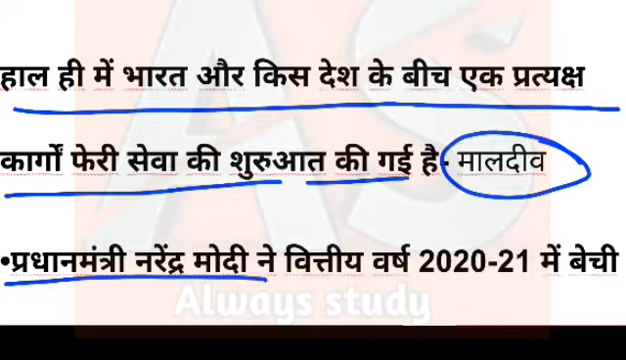 हाल ही में भारत और किस देश के बीच एक प्रत्यक्ष
कार्गों फेरी सेवा की शुरुआत की गई है- मालदीव
•प्रधानमंत्री नरेंद्र मोदी ने वित्तीय वर्ष 2020-21 में बेची
Always study